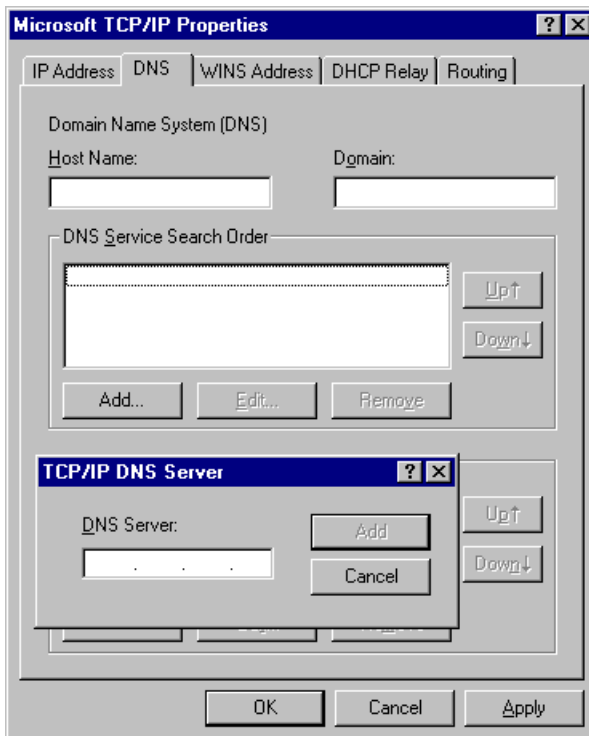 Microsoft TCP/IP Properties
IP Address DNS WINS Address DHCP Relay Routing
Domain Name System (DNS)
Host Name: Domain:
DNS Service Search Order
Up↑
Down↓
Add... Edit... Remove
TCP/IP DNS Server
DNS Server:
. . .
Add
Cancel
Up↑
Down↓
OK Cancel Apply